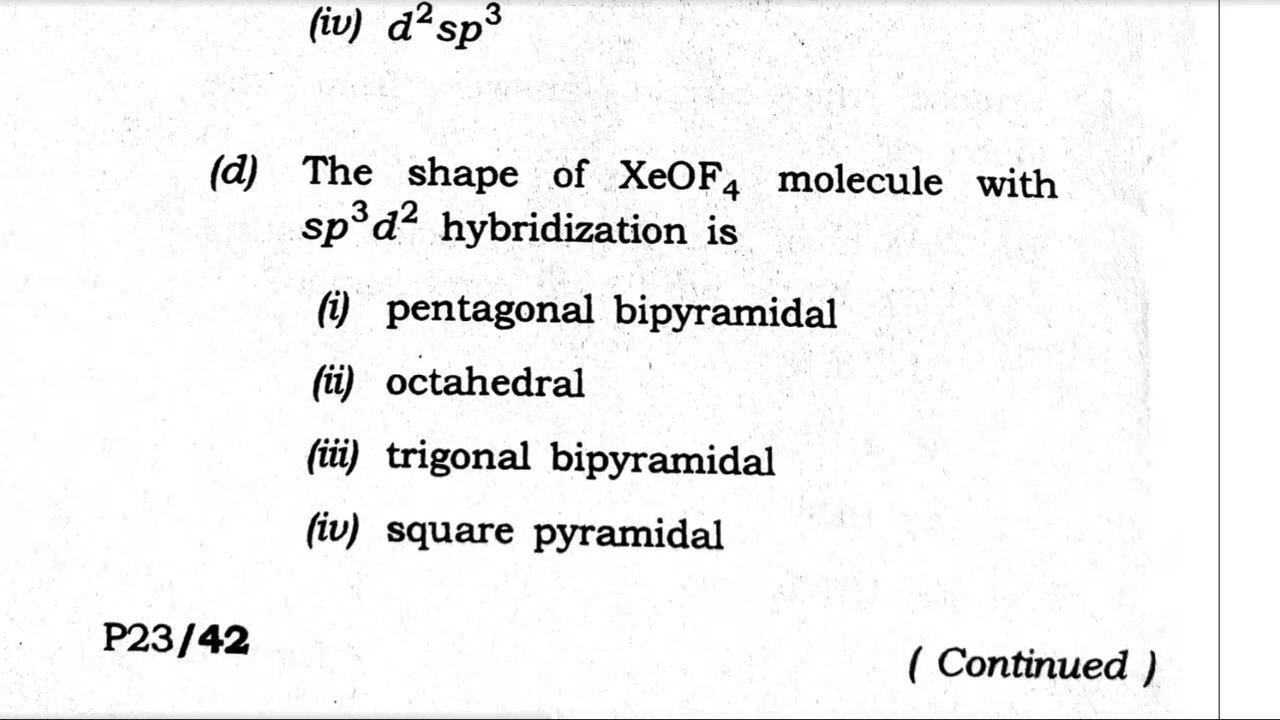 (iv) d²sp³
(d) The shape of XeOF₄ molecule with
sp³d² hybridization is
(i) pentagonal bipyramidal
(ii) octahedral
(iii) trigonal bipyramidal
(iv) square pyramidal
P23/42
( Continued )